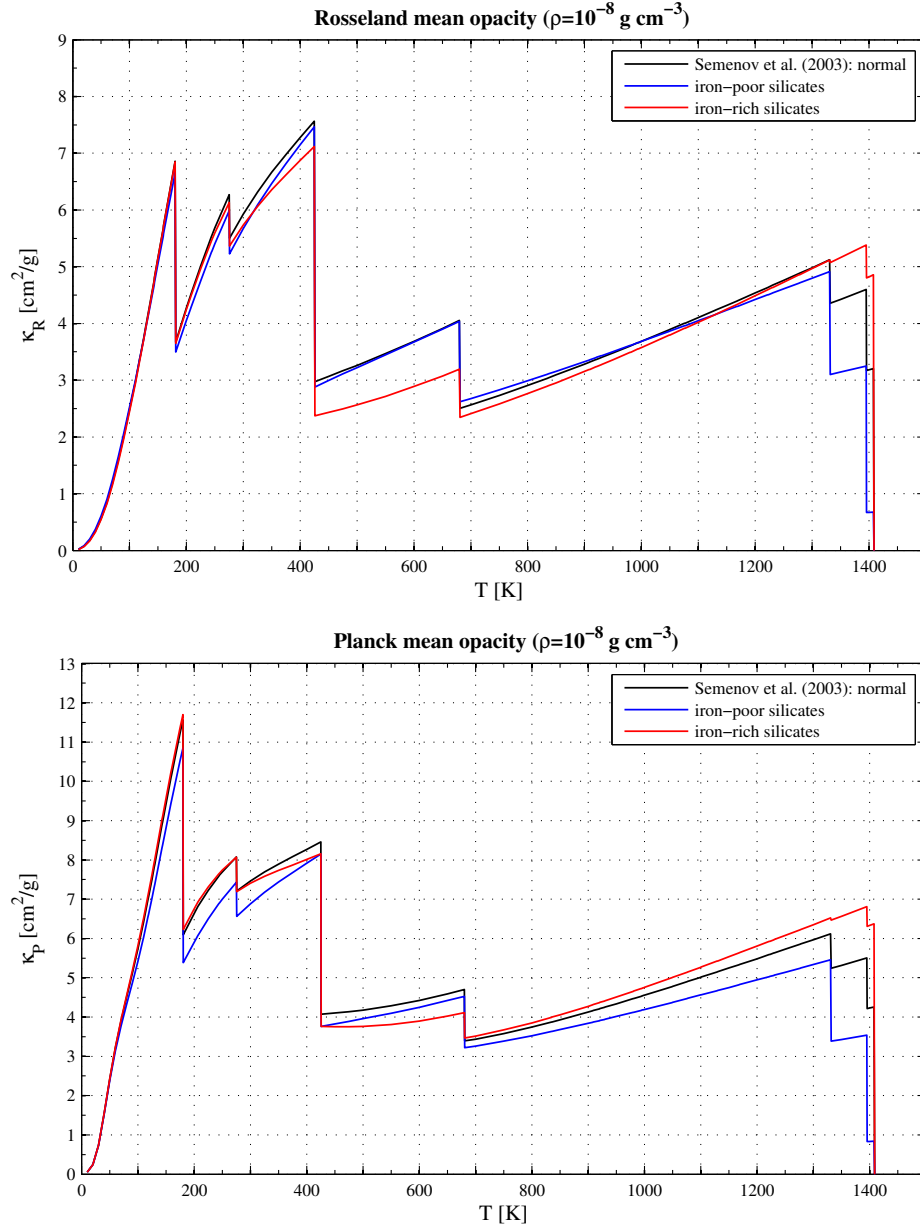 Rosseland mean opacity (ρ=10⁻⁸ g cm⁻³)
9
8
7
6
5
4
3
2
1
0
κ_R [cm²/g]
Semenov et al. (2003): normal
iron−poor silicates
iron−rich silicates
0 200 400 600 800 1000 1200 1400
T [K]
Planck mean opacity (ρ=10⁻⁸ g cm⁻³)
13
12
11
10
9
8
7
6
5
4
3
2
1
0
κ_P [cm²/g]
Semenov et al. (2003): normal
iron−poor silicates
iron−rich silicates
0 200 400 600 800 1000 1200 1400
T [K]